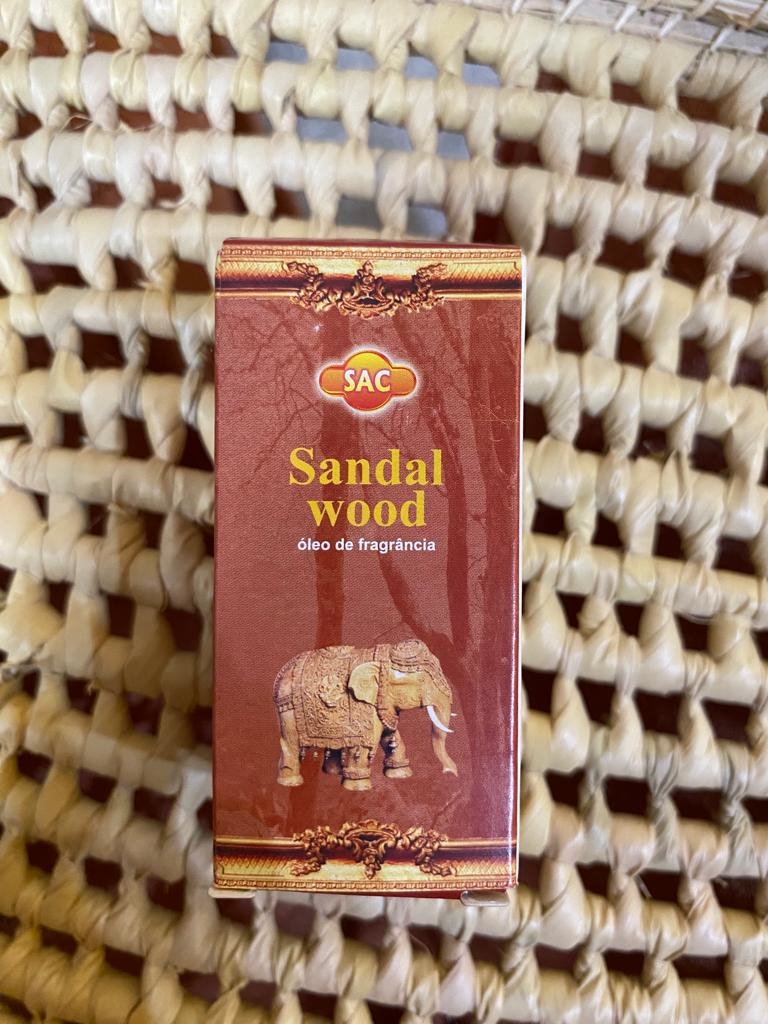 SAC
Sandal
wood
óleo de fragrância